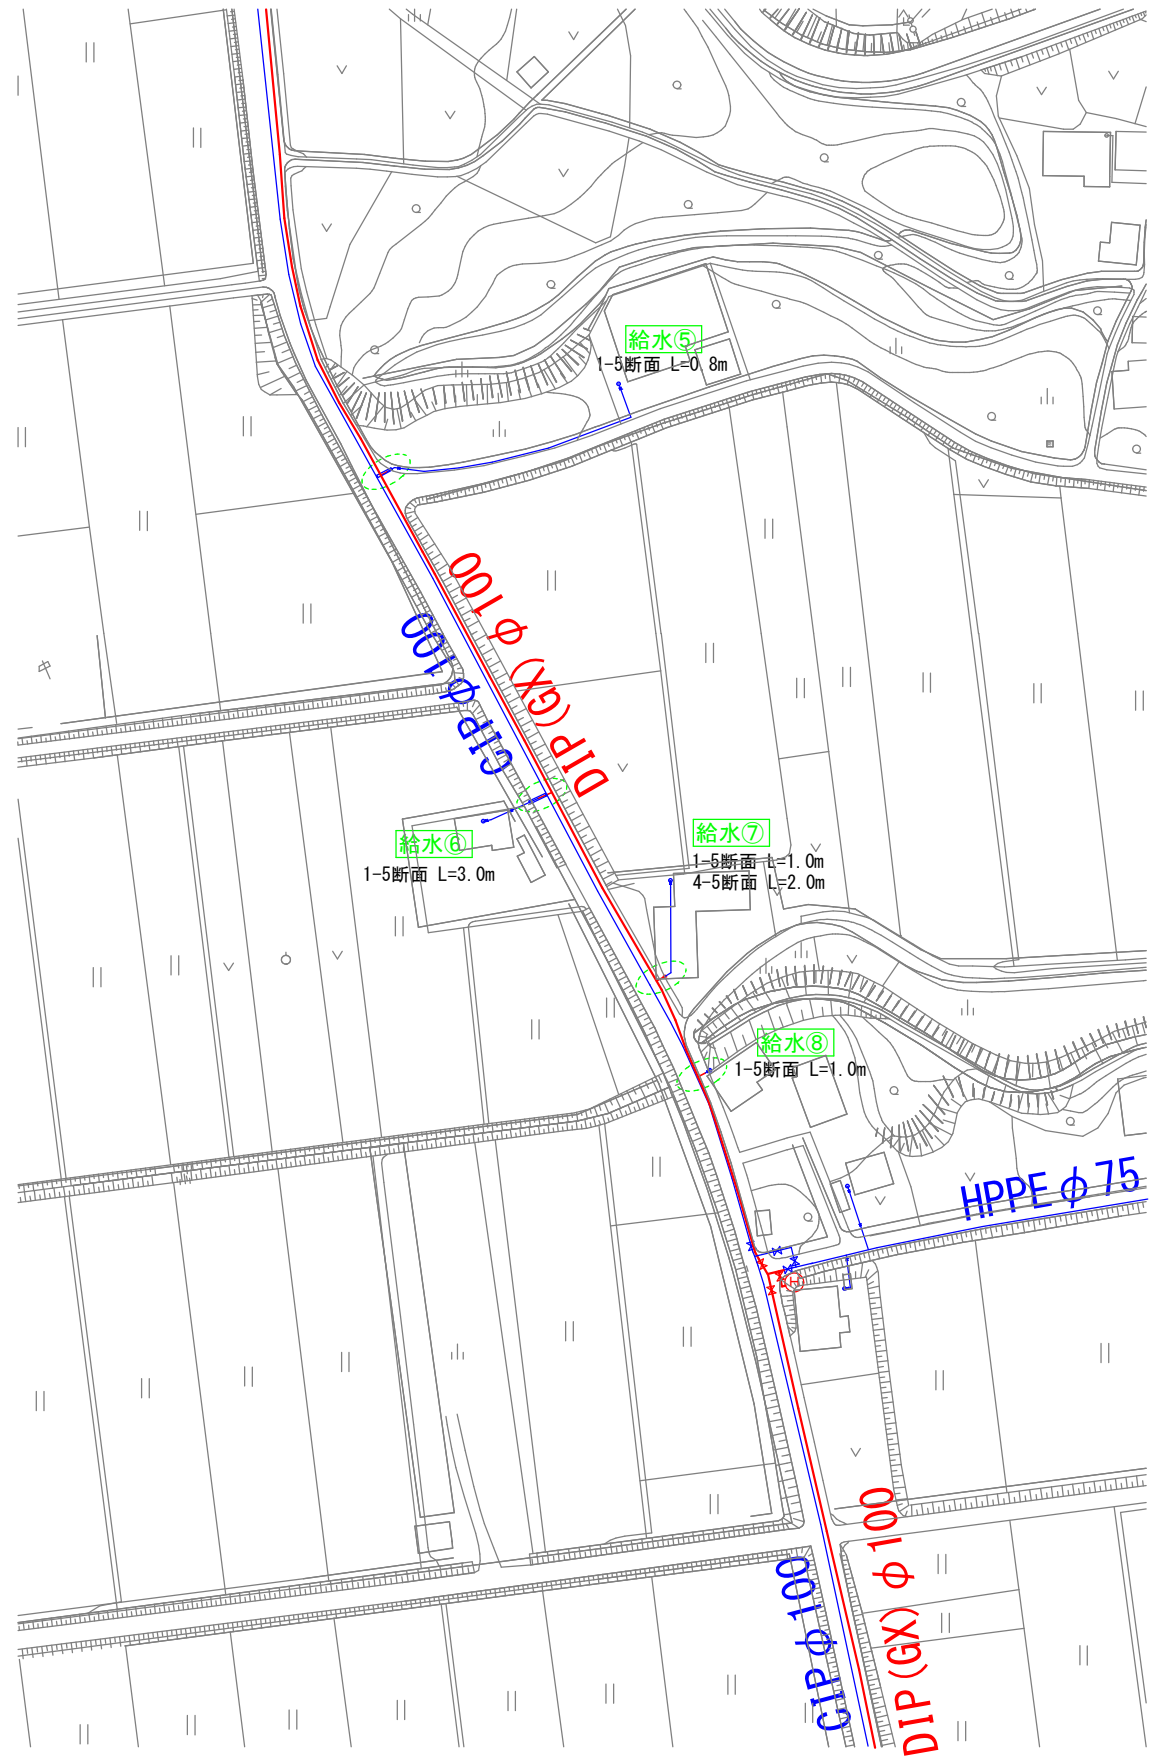 給水⑤
1-5断面 L=0.8m
DIP(GX) φ100
CIP φ100
給水⑥
1-5断面 L=3.0m
給水⑦
1-5断面 L=1.0m
4-5断面 L=2.0m
給水⑧
1-5断面 L=1.0m
HPPE φ75
H
CIP φ100
DIP(GX) φ100